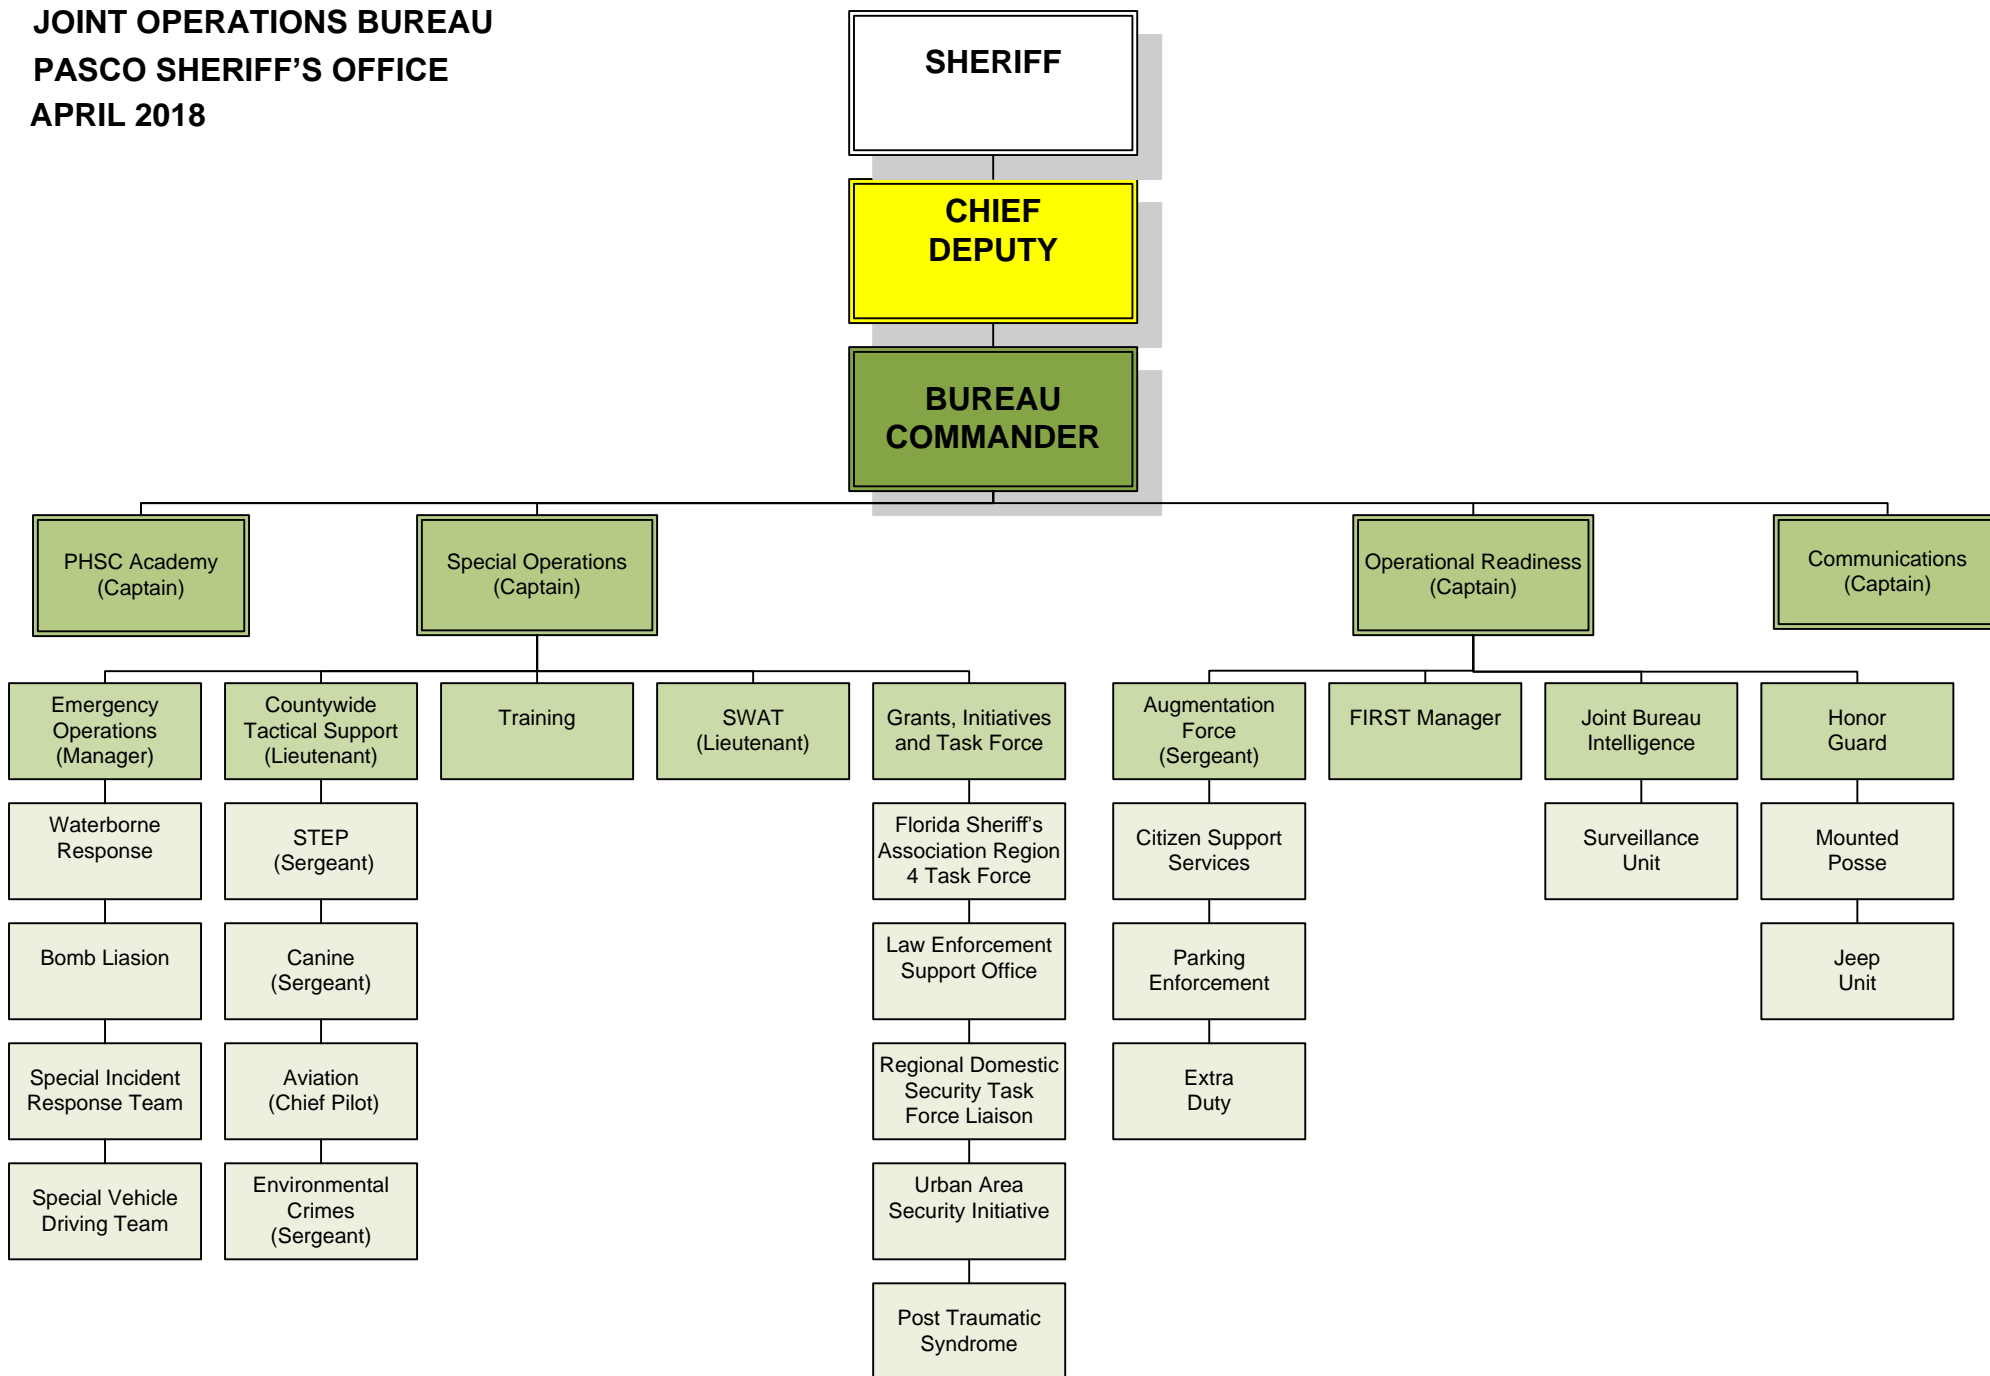 JOINT OPERATIONS BUREAU
PASCO SHERIFF'S OFFICE
APRIL 2018
SHERIFF
CHIEF
DEPUTY
BUREAU
COMMANDER
PHSC Academy
(Captain)
Special Operations
(Captain)
Operational Readiness
(Captain)
Communications
(Captain)
Emergency
Operations
(Manager)
Countywide
Tactical Support
(Lieutenant)
Training
SWAT
(Lieutenant)
Grants, Initiatives
and Task Force
Augmentation
Force
(Sergeant)
FIRST Manager
Joint Bureau
Intelligence
Honor
Guard
Waterborne
Response
STEP
(Sergeant)
Florida Sheriff's
Association Region
4 Task Force
Citizen Support
Services
Surveillance
Unit
Mounted
Posse
Bomb Liasion
Canine
(Sergeant)
Law Enforcement
Support Office
Parking
Enforcement
Jeep
Unit
Special Incident
Response Team
Aviation
(Chief Pilot)
Regional Domestic
Security Task
Force Liaison
Extra
Duty
Special Vehicle
Driving Team
Environmental
Crimes
(Sergeant)
Urban Area
Security Initiative
Post Traumatic
Syndrome